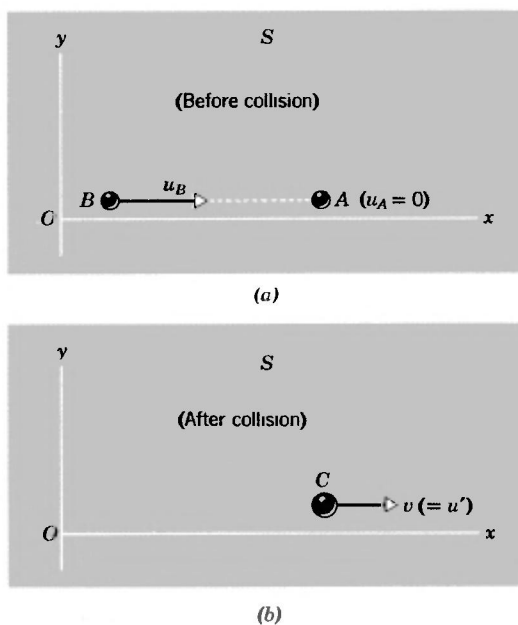 y
S
(Before collision)
u_B
B
A (u_A = 0)
O
x
(a)
y
S
(After collision)
C
v (= u')
O
x
(b)